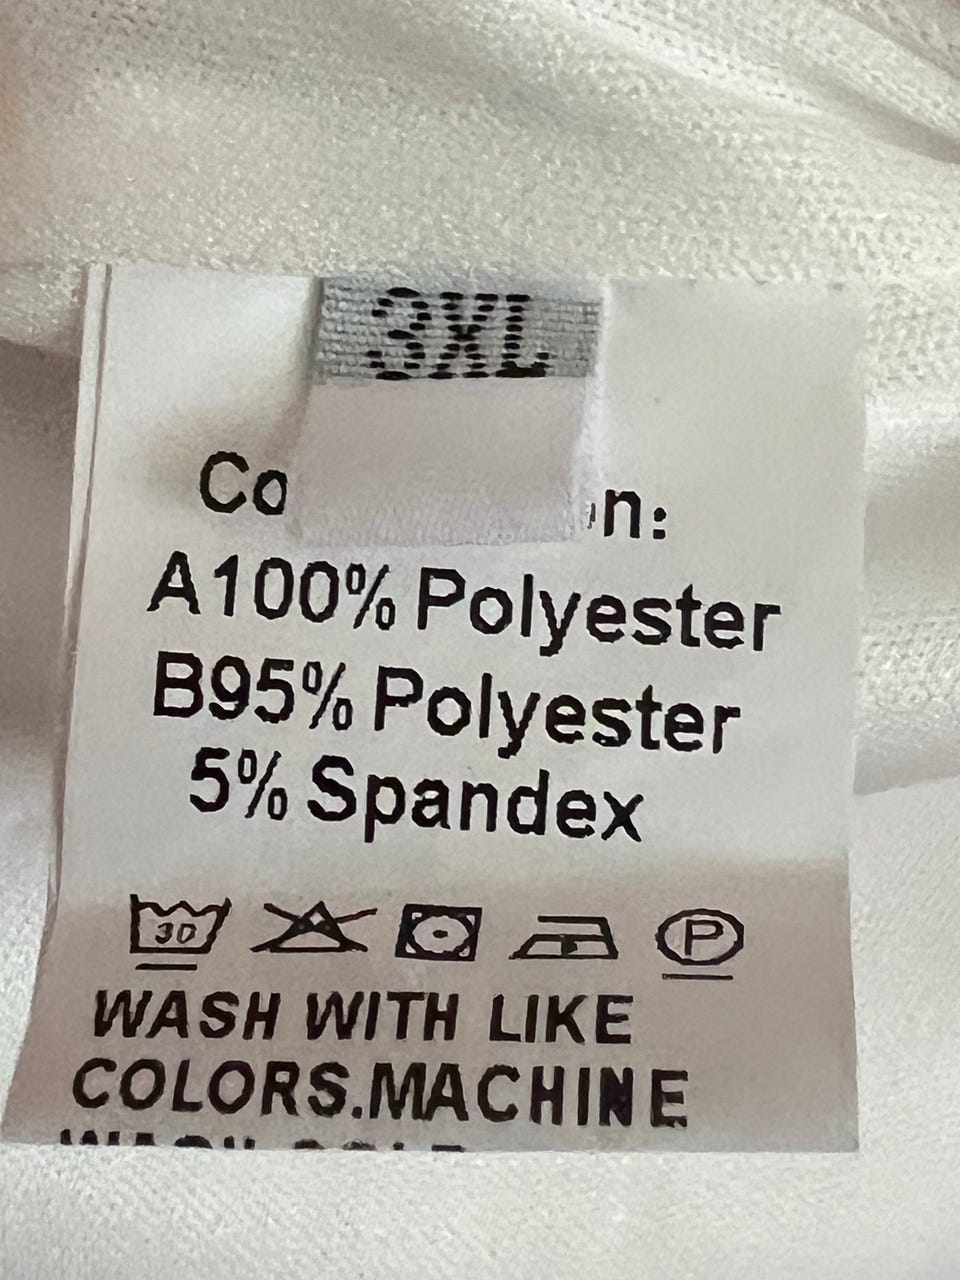 3XL
Co n:
A100% Polyester
B95% Polyester
5% Spandex
30 P
WASH WITH LIKE
COLORS.MACHINE